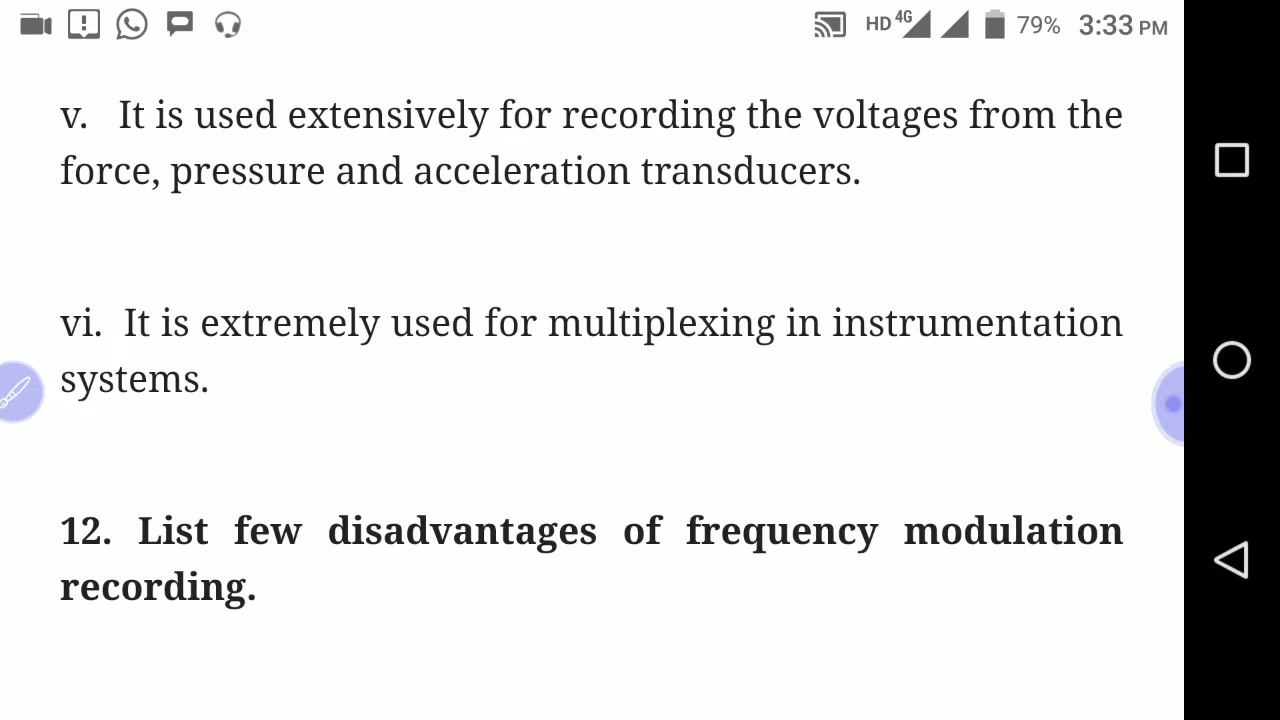 HD 4G 79% 3:33 PM
v. It is used extensively for recording the voltages from the
force, pressure and acceleration transducers.
vi. It is extremely used for multiplexing in instrumentation
systems.
12. List few disadvantages of frequency modulation
recording.